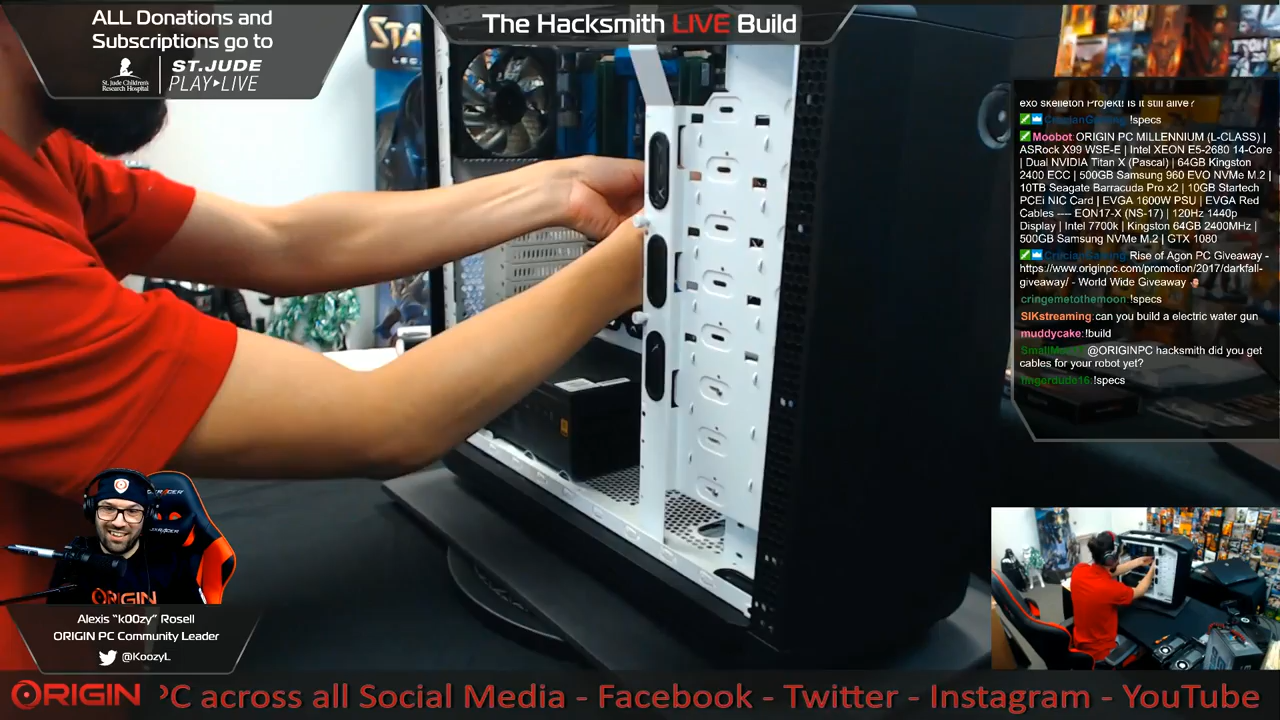 ALL Donations and
Subscriptions go to
St. Jude Children's
Research Hospital
ST. JUDE
PLAY LIVE
The Hacksmith LIVE Build
STA
exo skeleton Projekt! Is it still alive?
!specs
Moobot: ORIGIN PC MILLENNIUM (L-CLASS) |
ASRock X99 WSE-E | Intel XEON E5-2680 14-Core
| Dual NVIDIA Titan X (Pascal) | 64GB Kingston
2400 ECC | 500GB Samsung 960 EVO NVMe M.2 |
10TB Seagate Barracuda Pro x2 | 10GB Startech
PCEi NIC Card | EVGA 1600W PSU | EVGA Red
Cables ---- EON17-X (NS-17) | 120Hz 1440p
Display | Intel 7700k | Kingston 64GB 2400MHz |
500GB Samsung NVMe M.2 | GTX 1080
Rise of Agon PC Giveaway -
https://www.originpc.com/promotion/2017/darkfall-
giveaway/ - World Wide Giveaway
cringemetothemoon: !specs
SIKstreaming: can you build a electric water gun
muddycake: !build
@ORIGINPC hacksmith did you get
cables for your robot yet?
fingerdude16: !specs
ORIGIN
Alexis "k00zy" Rosell
ORIGIN PC Community Leader
@KoozyL
ORIGIN PC across all Social Media - Facebook - Twitter - Instagram - YouTube